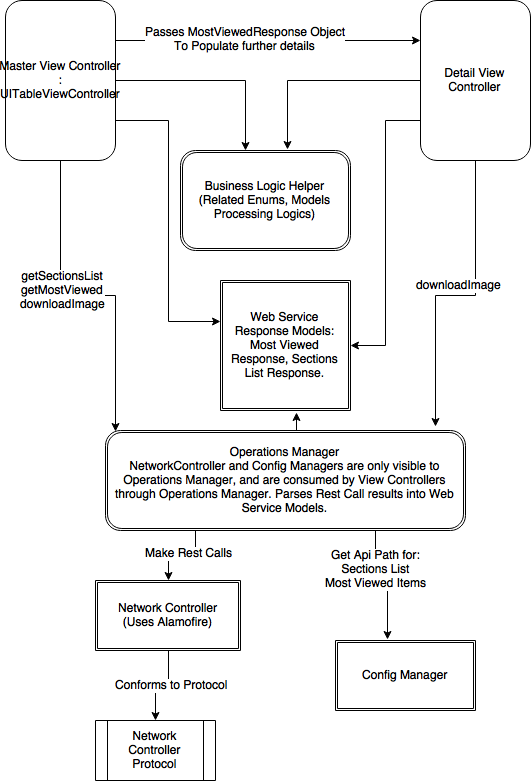 Passes MostViewedResponse Object
To Populate further details
Master View Controller
:
UITableViewController
Detail View
Controller
Business Logic Helper
(Related Enums, Models
Processing Logics)
getSectionsList
getMostViewed
downloadImage
downloadImage
Web Service
Response Models:
Most Viewed
Response, Sections
List Response.
Operations Manager
NetworkController and Config Managers are only visible to
Operations Manager, and are consumed by View Controllers
through Operations Manager. Parses Rest Call results into Web
Service Models.
Make Rest Calls
Get Api Path for:
Sections List
Most Viewed Items
Network Controller
(Uses Alamofire)
Config Manager
Conforms to Protocol
Network
Controller
Protocol